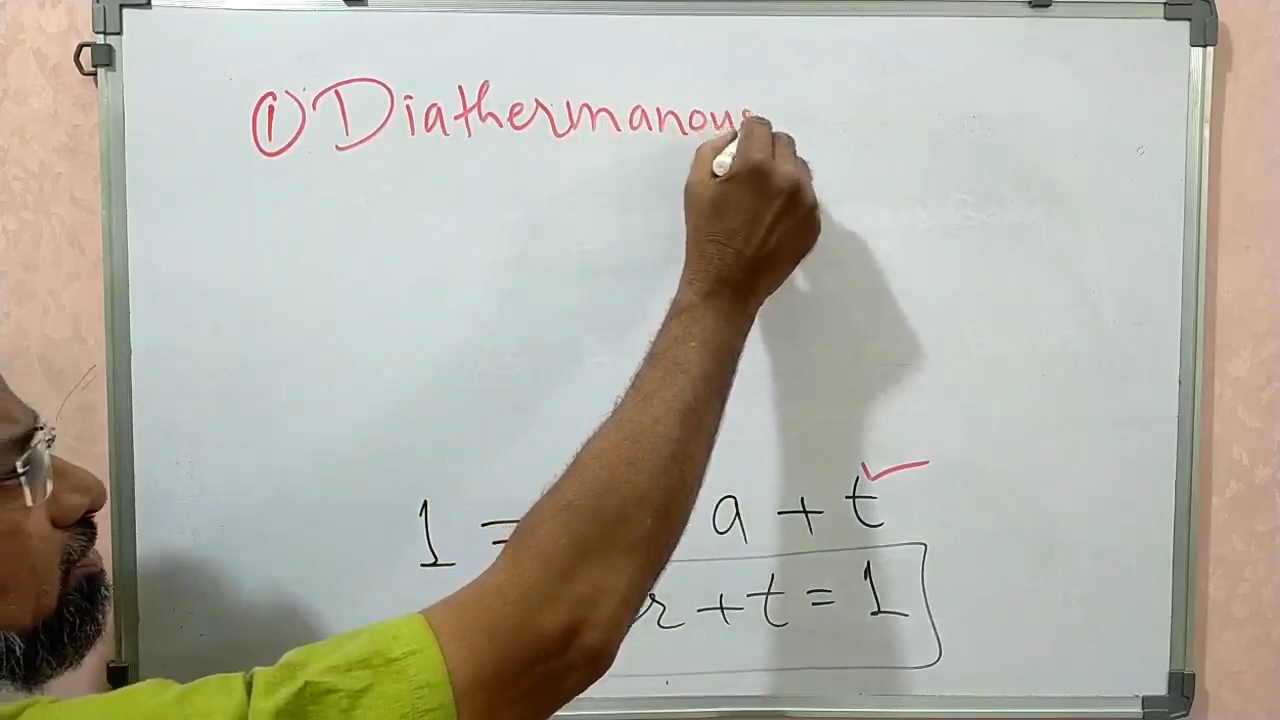 ① Diathermanous
1 = a + t
r + t = 1